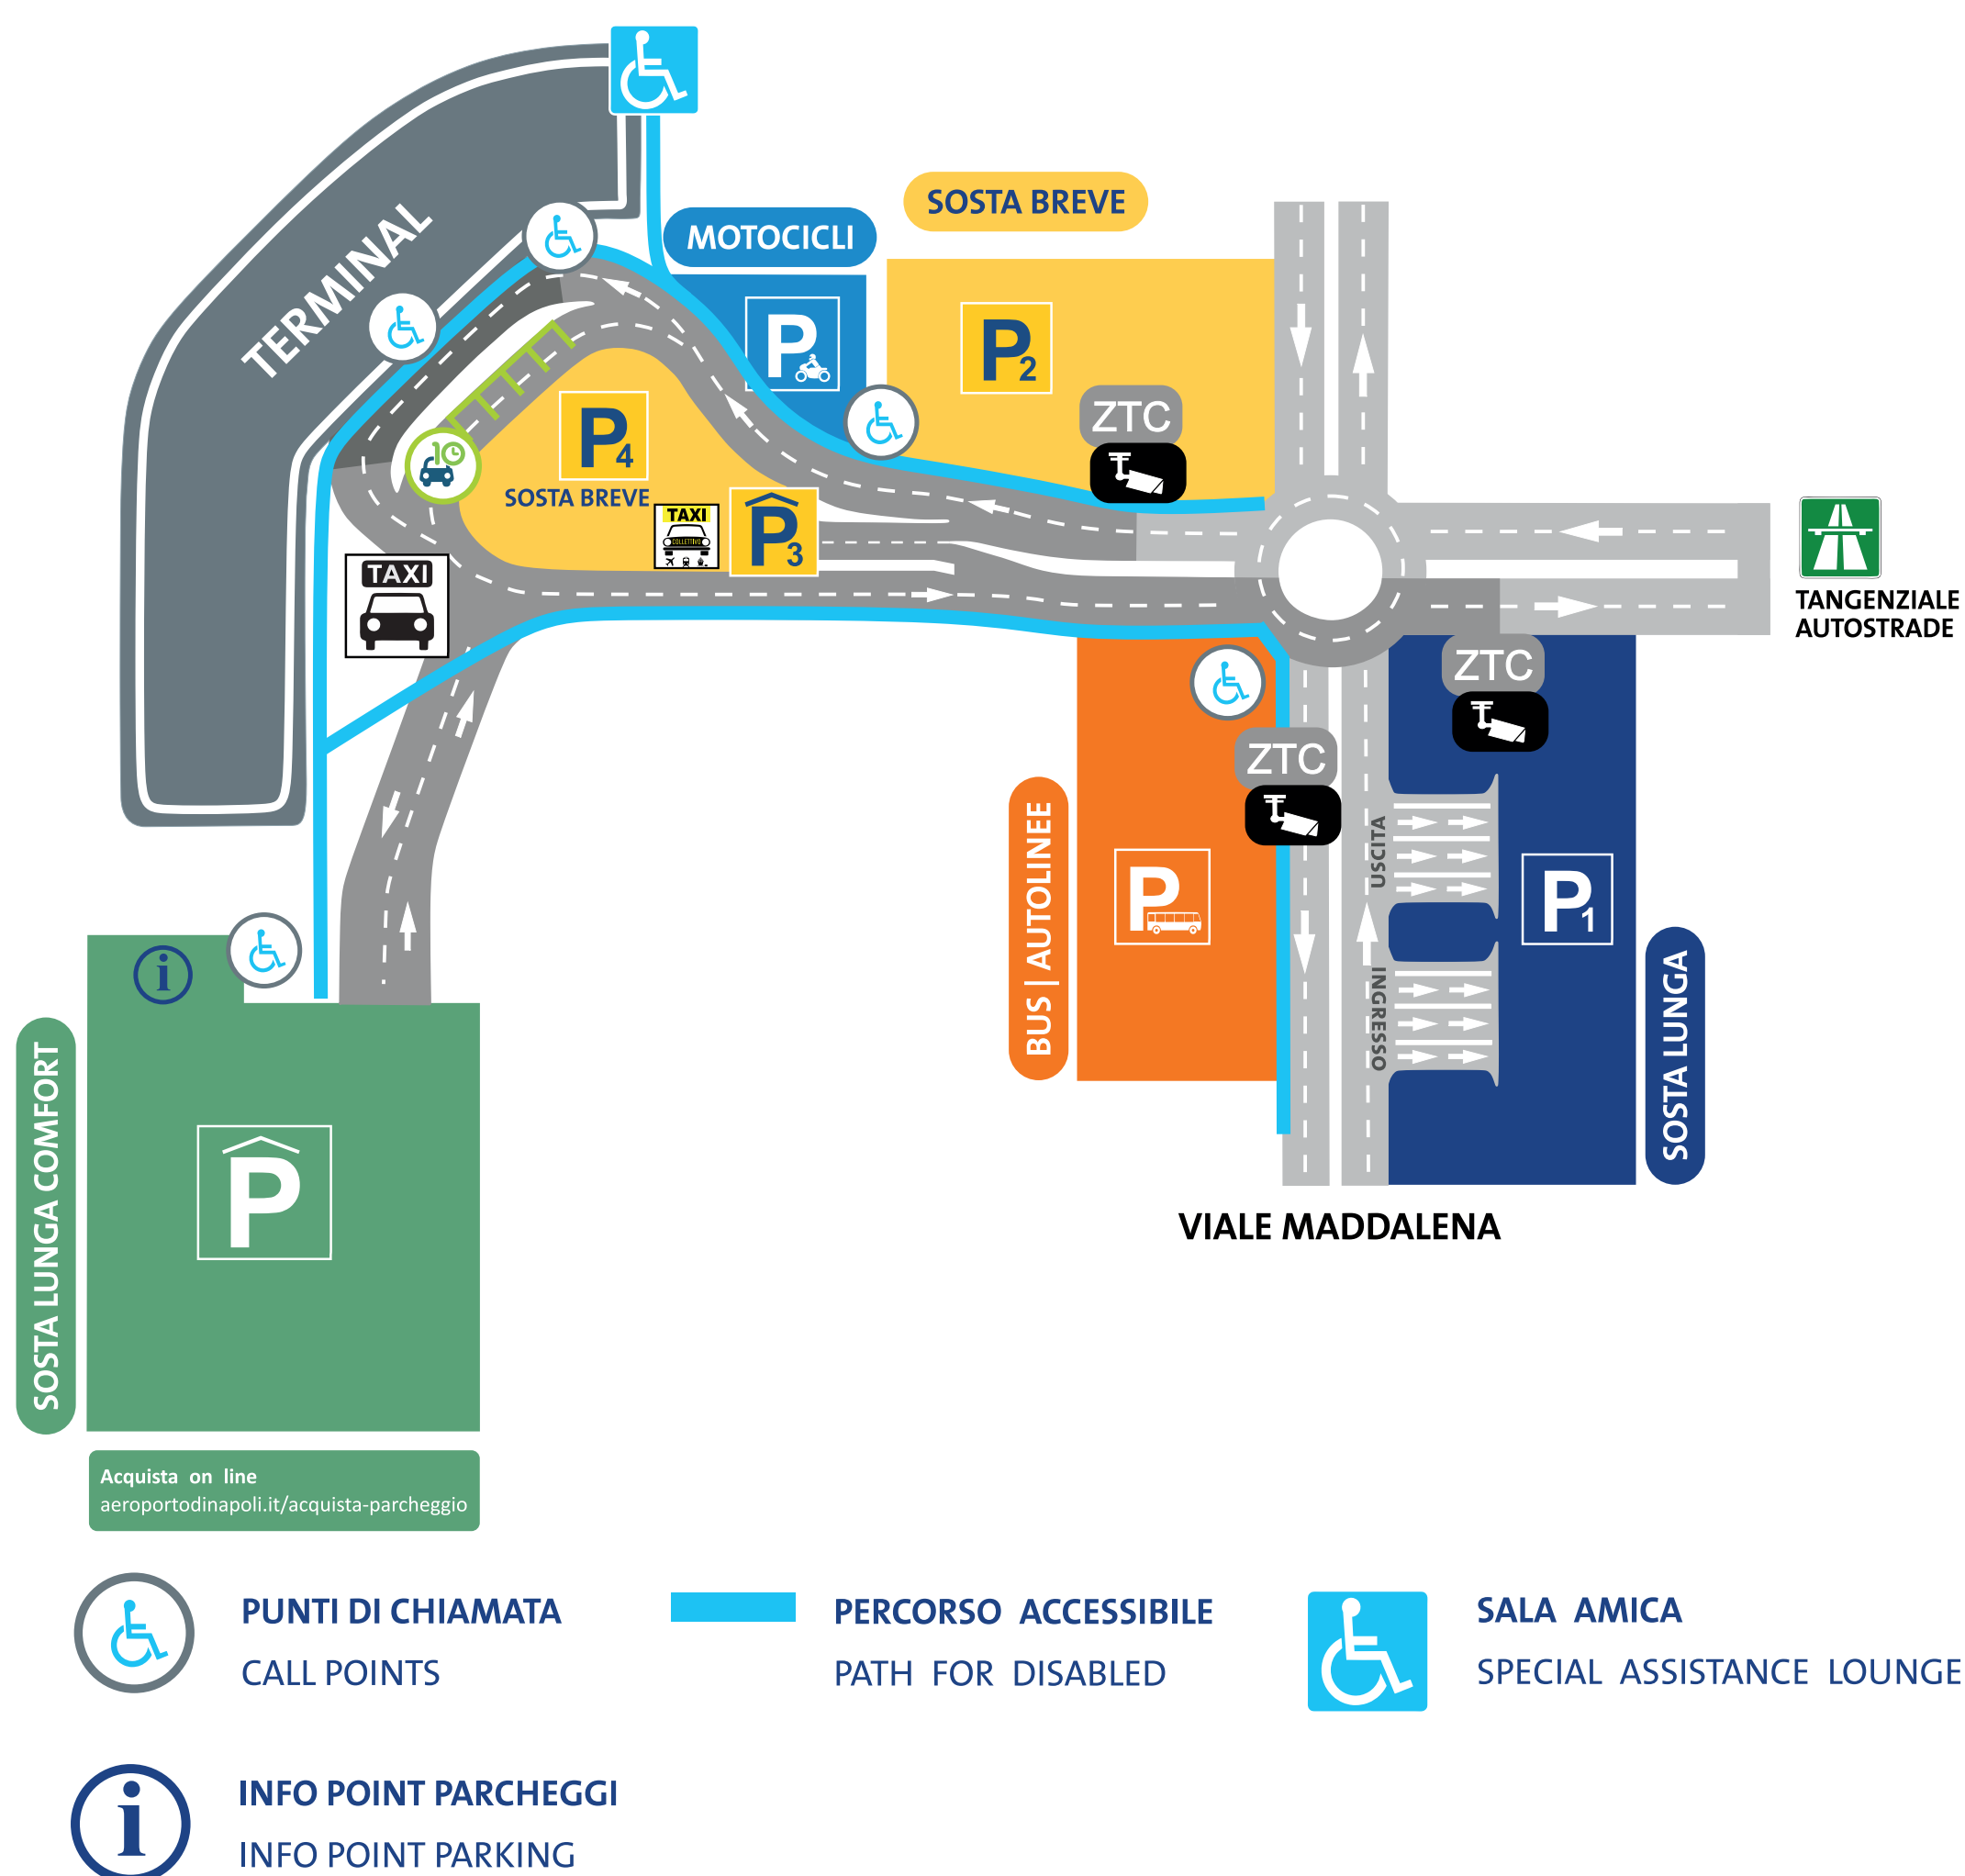 SOSTA BREVE
MOTOCICLI
TERMINAL
P
P2
ZTC
P4
SOSTA BREVE
10
TAXI
COLLETTIVO
P3
TAXI
TANGENZIALE
AUTOSTRADE
ZTC
ZTC
BUS | AUTOLINEE
P
USCITA
INGRESSO
P1
SOSTA LUNGA
VIALE MADDALENA
i
SOSTA LUNGA COMFORT
P
Acquista on line
aeroportodinapoli.it/acquista-parcheggio
PUNTI DI CHIAMATA
CALL POINTS
PERCORSO ACCESSIBILE
PATH FOR DISABLED
SALA AMICA
SPECIAL ASSISTANCE LOUNGE
i
INFO POINT PARCHEGGI
INFO POINT PARKING